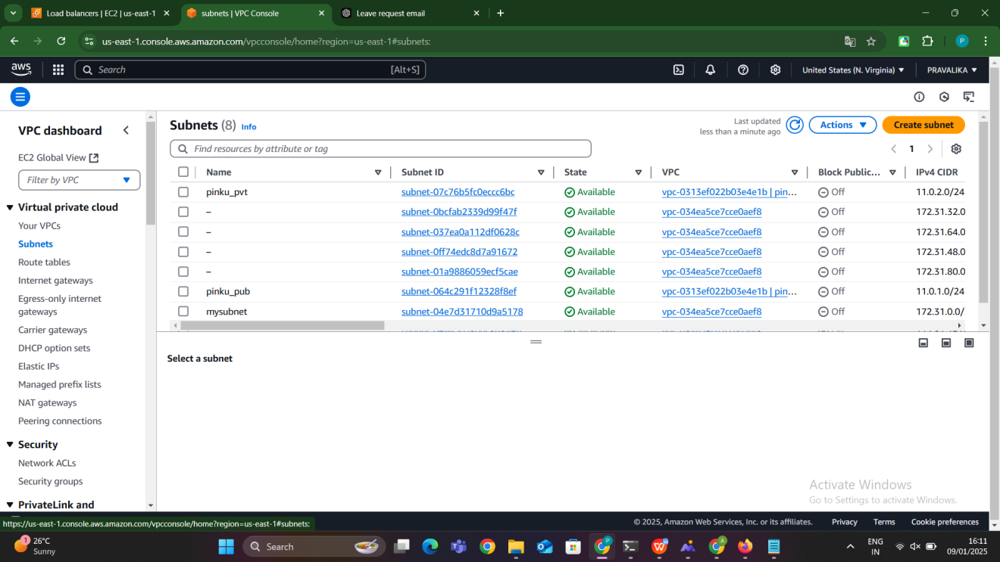 Load balancers | EC2 | us-east-1
subnets | VPC Console
Leave request email
us-east-1.console.aws.amazon.com/vpcconsole/home?region=us-east-1#subnets:
P
aws
Search [Alt+S]
United States (N. Virginia)
PRAVALIKA
VPC dashboard
EC2 Global View
Filter by VPC
Virtual private cloud
Your VPCs
Subnets
Route tables
Internet gateways
Egress-only internet
gateways
Carrier gateways
DHCP option sets
Elastic IPs
Managed prefix lists
NAT gateways
Peering connections
Security
Network ACLs
Security groups
PrivateLink and
Subnets (8) Info
Last updated
less than a minute ago
Actions
Create subnet
Find resources by attribute or tag
1
Name Subnet ID State VPC Block Public... IPv4 CIDR
pinku_pvt subnet-07c76b5fc0eccc6bc Available vpc-0313ef022b03e4e1b | pin... Off 11.0.2.0/24
– subnet-0bcfab2339d99f47f Available vpc-034ea5ce7cce0aef8 Off 172.31.32.0
– subnet-037ea0a112df0628c Available vpc-034ea5ce7cce0aef8 Off 172.31.64.0
– subnet-0ff74edc8d7a91672 Available vpc-034ea5ce7cce0aef8 Off 172.31.48.0
– subnet-01a9886059ecf5cae Available vpc-034ea5ce7cce0aef8 Off 172.31.80.0
pinku_pub subnet-064c291f12328f8ef Available vpc-0313ef022b03e4e1b | pin... Off 11.0.1.0/24
mysubnet subnet-04e7d31710d9a5178 Available vpc-034ea5ce7cce0aef8 Off 172.31.0.0/
Select a subnet
Activate Windows
Go to Settings to activate Windows.
https://us-east-1.console.aws.amazon.com/vpcconsole/home?region=us-east-1#subnets:
© 2025, Amazon Web Services, Inc. or its affiliates. Privacy Terms Cookie preferences
1
26°C
Sunny
Search
P
A
ENG
IN
16:11
09/01/2025